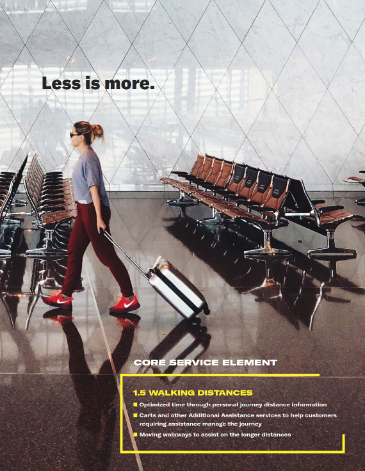 Less is more.
CORE SERVICE ELEMENT
1.5 WALKING DISTANCES
■ Optimized time through personal journey distance information
■ Carts and other Additional Assistance services to help customers
requiring assistance manage the journey
■ Moving walkways to assist on the longer distances